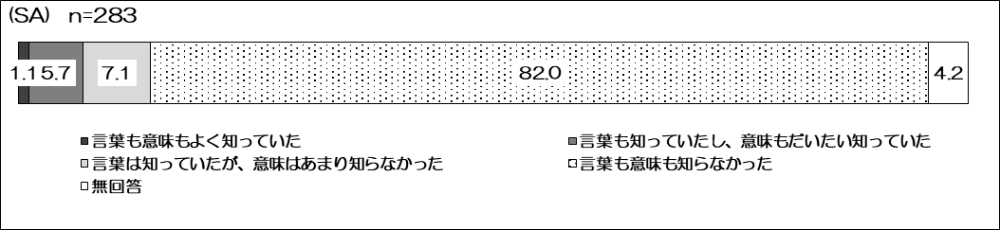 (SA) n=283
1.1 5.7 7.1 82.0 4.2
言葉も意味もよく知っていた 言葉も知っていたし、意味もだいたい知っていた
言葉は知っていたが、意味はあまり知らなかった 言葉も意味も知らなかった
無回答